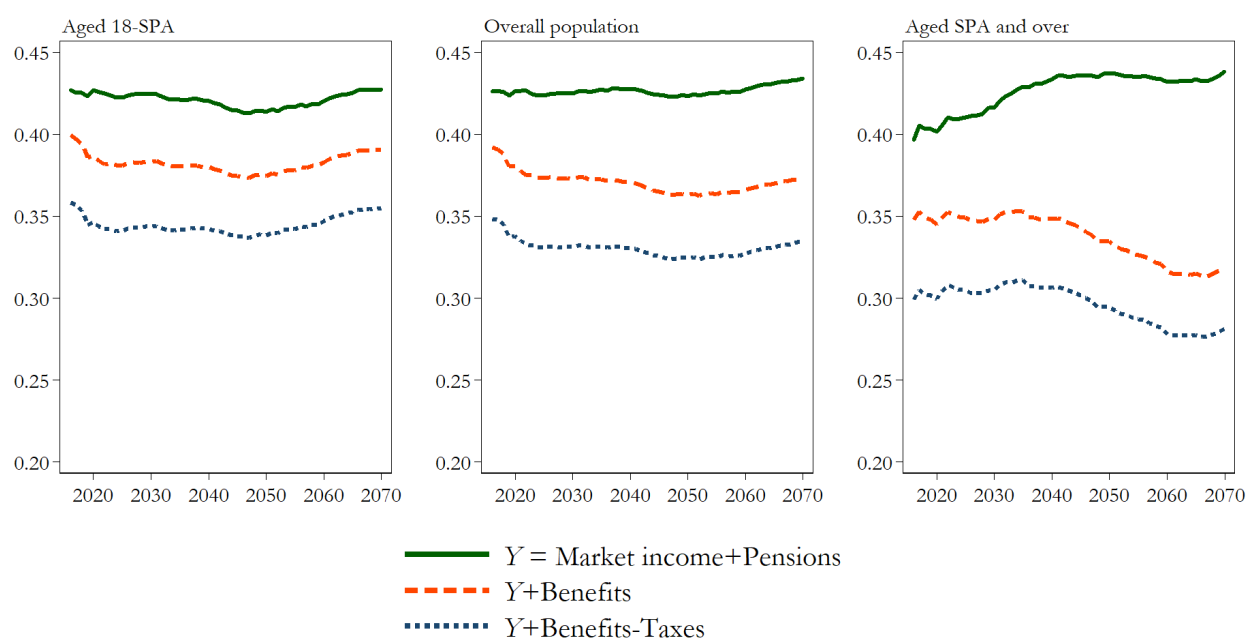 Aged 18-SPA
0.45
0.40
0.35
0.30
0.25
0.20
2020 2030 2040 2050 2060 2070
Overall population
0.45
0.40
0.35
0.30
0.25
0.20
2020 2030 2040 2050 2060 2070
Aged SPA and over
0.45
0.40
0.35
0.30
0.25
0.20
2020 2030 2040 2050 2060 2070
Y = Market income+Pensions
Y+Benefits
Y+Benefits-Taxes